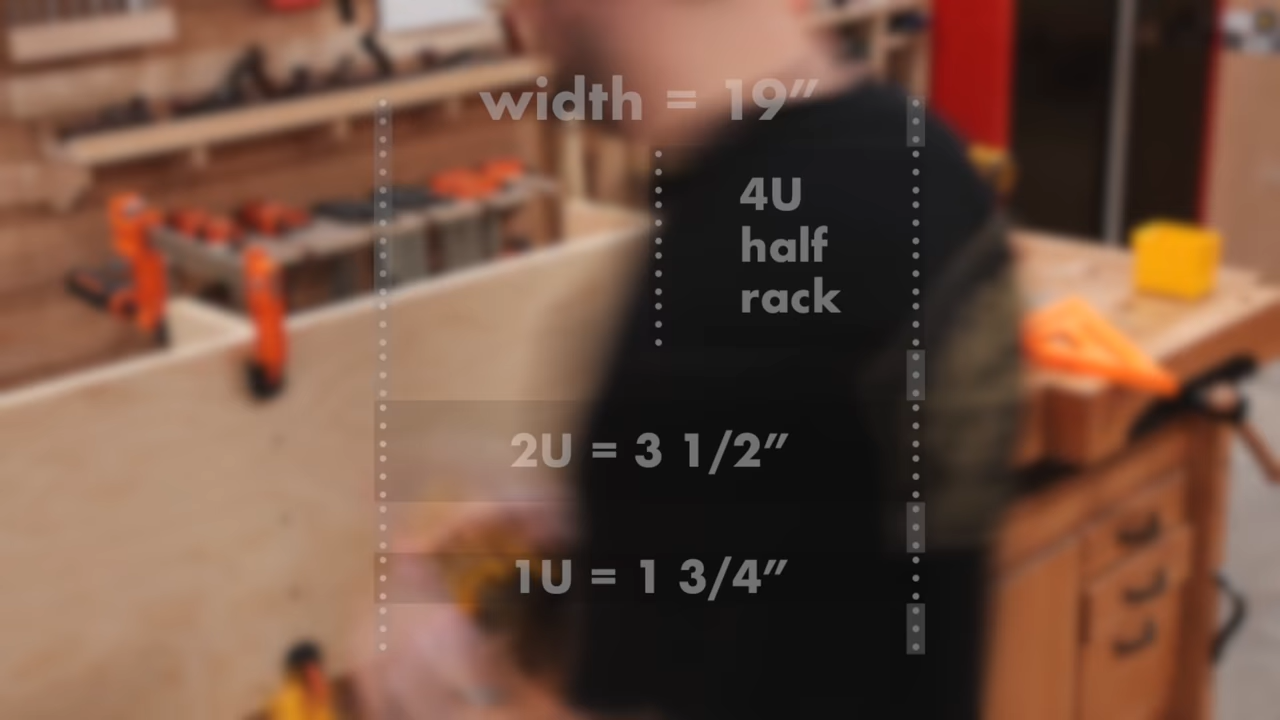 width = 19”
4U
half
rack
2U = 3 1/2”
1U = 1 3/4”